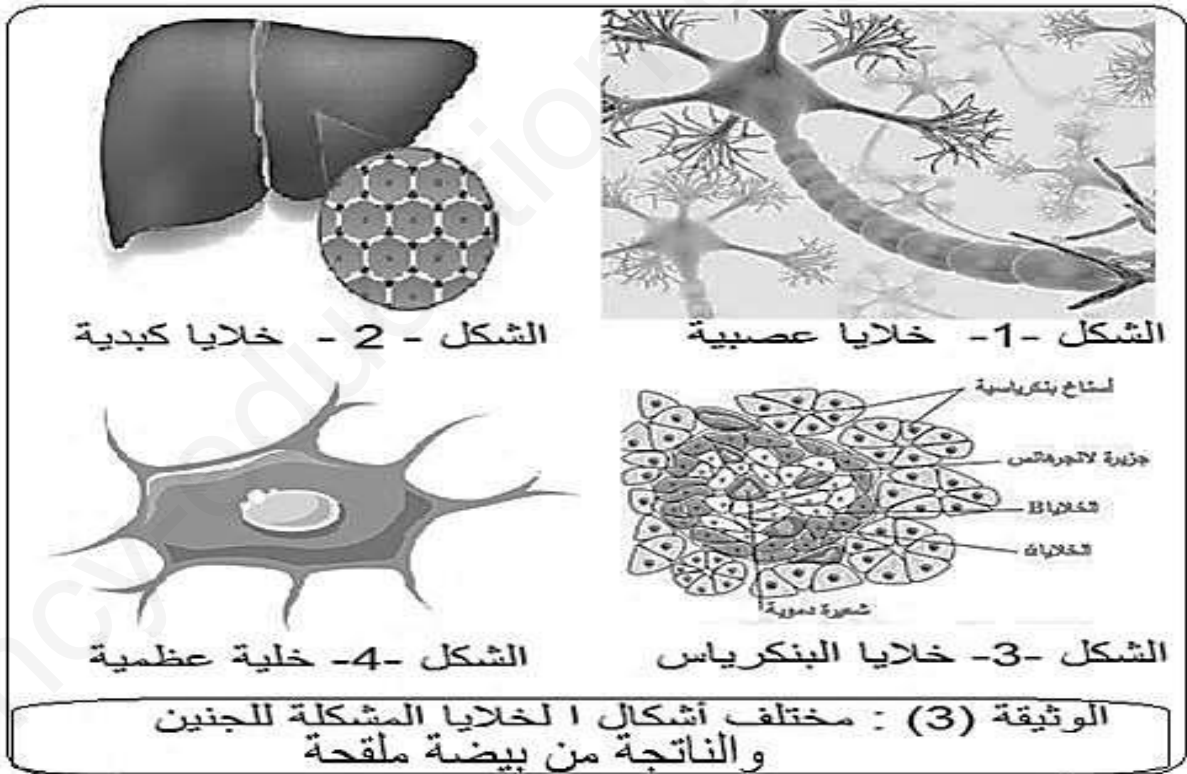 الشكل -1- خلايا عصبية
الشكل - 2 - خلايا كبدية
أسناخ بنكرياسية
جزيرة لانجرهانس
الخلايا B
الخلايا α
شعيرة دموية
الشكل -3- خلايا البنكرياس
الشكل -4- خلية عظمية
الوثيقة (3) : مختلف أشكال ا لخلايا المشكلة للجنين
والناتجة من بيضة ملقحة